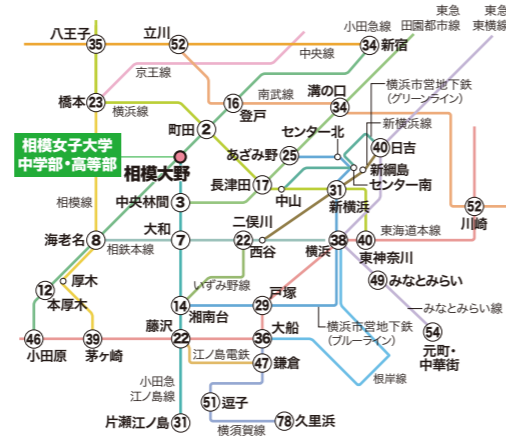 東急
田園都市線
東急
東横線
小田急線
八王子
35
立川
52
34
新宿
中央線
京王線
橋本
23
横浜線
南武線
16
登戸
溝の口
34
横浜市営地下鉄
(グリーンライン)
新横浜線
町田
2
センター北
40
日吉
相模女子大学
中学部・高等部
相模大野
あざみ野
25
新綱島
センター南
長津田
17
中山
31
新横浜
中央林間
3
相模線
52
川崎
二俣川
海老名
8
相鉄本線
大和
7
22
西谷
横浜
38
40
東海道本線
東神奈川
49
みなとみらい
厚木
12
本厚木
いずみ野線
14
湘南台
戸塚
29
みなとみらい線
横浜市営地下鉄
(ブルーライン)
54
元町・
中華街
46
小田原
39
茅ヶ崎
藤沢
22
大船
36
江ノ島電鉄
47
鎌倉
根岸線
小田急
江ノ島線
51
逗子
片瀬江ノ島
31
横須賀線
78
久里浜